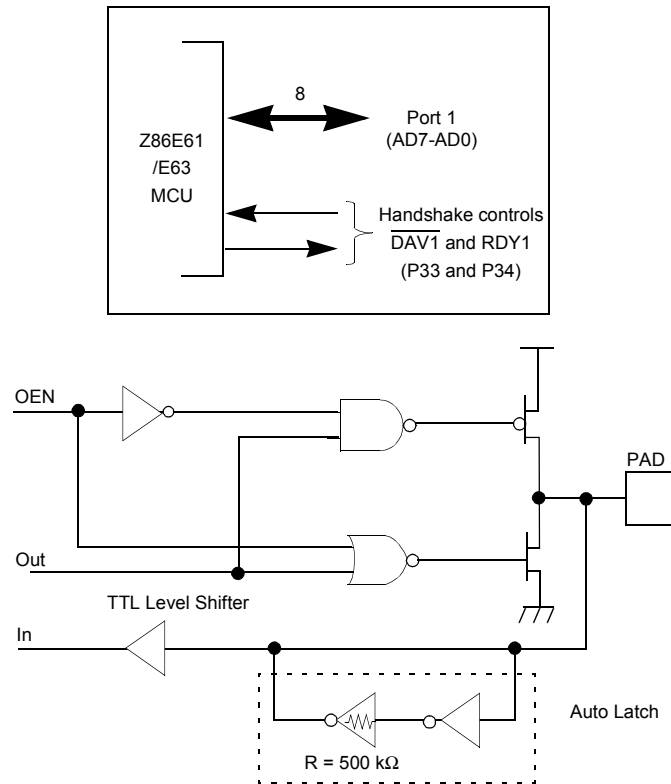 8
Z86E61
/E63
MCU
Port 1
(AD7-AD0)
Handshake controls
DAV1 and RDY1
(P33 and P34)
OEN
PAD
Out
TTL Level Shifter
In
Auto Latch
R = 500 kΩ